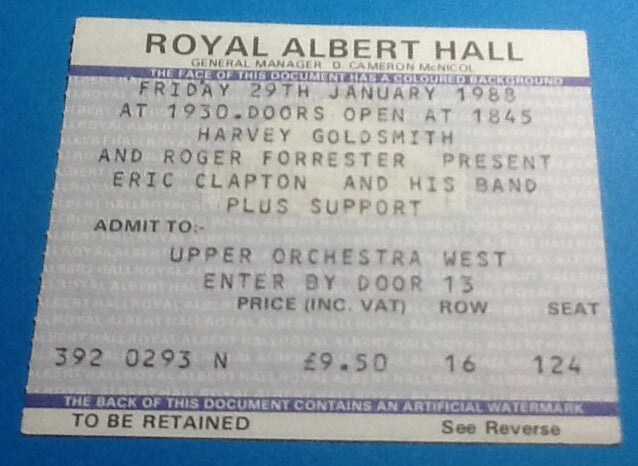 ROYAL ALBERT HALL
GENERAL MANAGER D. CAMERON McNICOL
THE FACE OF THIS DOCUMENT HAS A COLOURED BACKGROUND
FRIDAY 29TH JANUARY 1988
AT 1930.DOORS OPEN AT 1845
HARVEY GOLDSMITH
AND ROGER FORRESTER PRESENT
ERIC CLAPTON AND HIS BAND
PLUS SUPPORT
ADMIT TO:-
UPPER ORCHESTRA WEST
ENTER BY DOOR 13
PRICE (INC. VAT) ROW SEAT
392 0293 N £9.50 16 124
THE BACK OF THIS DOCUMENT CONTAINS AN ARTIFICIAL WATERMARK
TO BE RETAINED See Reverse